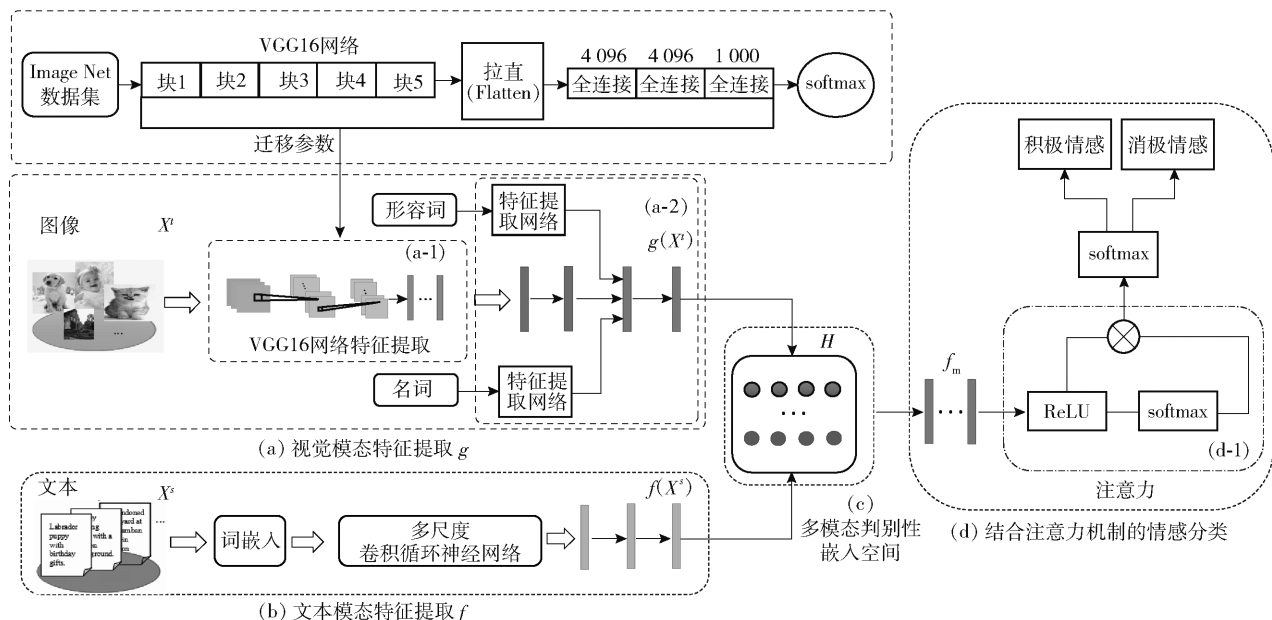 VGG16网络
Image Net
数据集
块1
块2
块3
块4
块5
拉直
(Flatten)
4 096
4 096
1 000
全连接
全连接
全连接
softmax
迁移参数
图像
X^t
形容词
特征提
取网络
(a-2)
g(X^t)
(a-1)
...
VGG16网络特征提取
名词
特征提
取网络
(a) 视觉模态特征提取 g
文本
X^s
Labrador
puppy
with
birthday
gifts.
...
词嵌入
多尺度
卷积循环神经网络
f(X^s)
(b) 文本模态特征提取 f
H
...
(c)
多模态判别性
嵌入空间
积极情感
消极情感
softmax
f_m
ReLU
softmax
(d-1)
注意力
(d) 结合注意力机制的情感分类